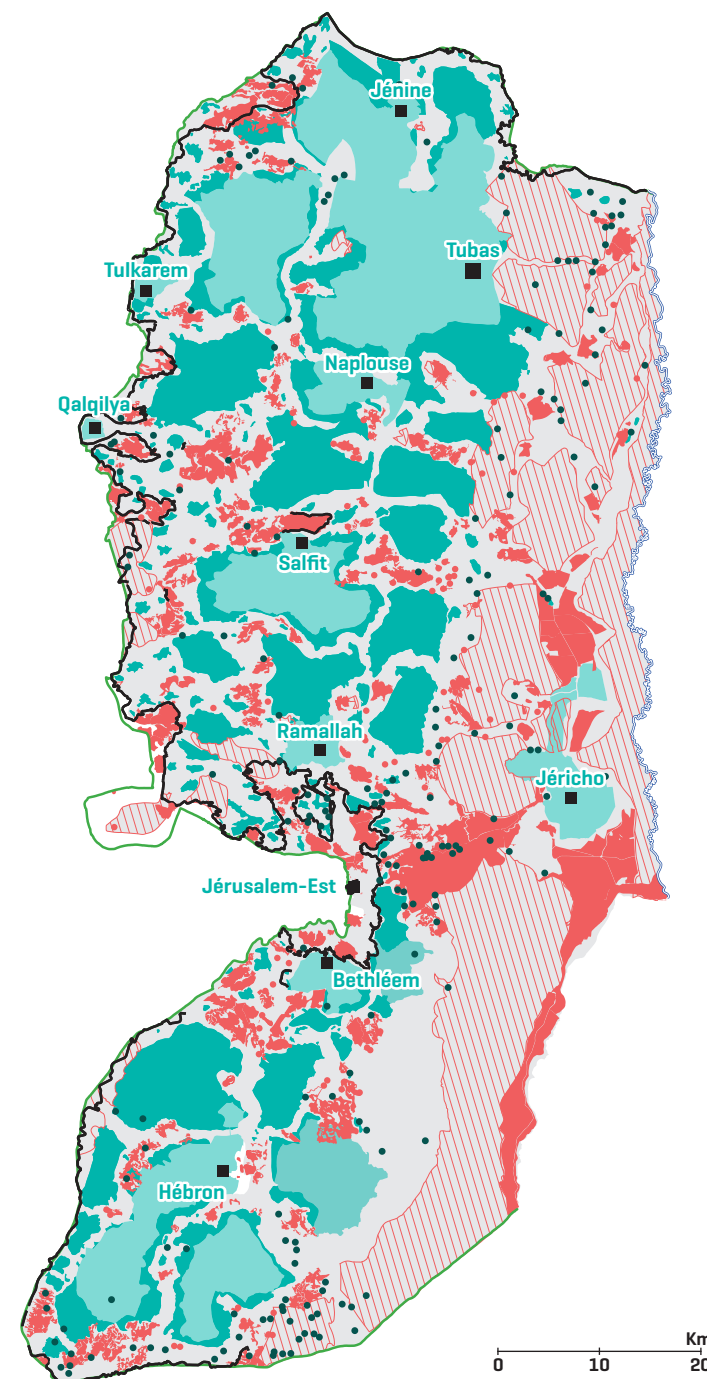 Jénine
Tubas
Tulkarem
Naplouse
Qalqilya
Salfit
Ramallah
Jéricho
Jérusalem-Est
Bethléem
Hébron
Km
0 10 20